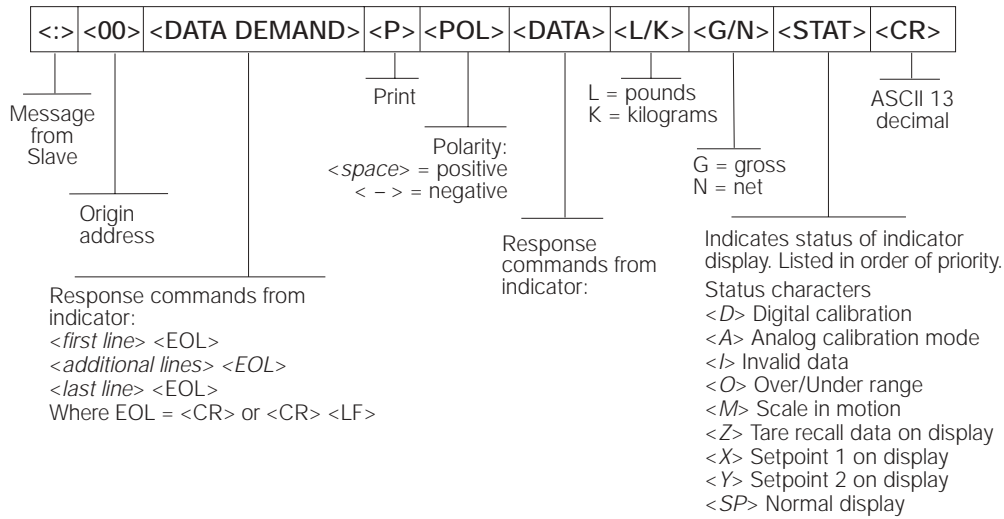 <:> <00> <DATA DEMAND> <P> <POL> <DATA> <L/K> <G/N> <STAT> <CR>
Message
from
Slave
Origin
address
Response commands from
indicator:
<first line> <EOL>
<additional lines> <EOL>
<last line> <EOL>
Where EOL = <CR> or <CR> <LF>
Print
Polarity:
<space> = positive
< – > = negative
Response
commands from
indicator:
L = pounds
K = kilograms
G = gross
N = net
Indicates status of indicator
display. Listed in order of priority.
Status characters
<D> Digital calibration
<A> Analog calibration mode
<I> Invalid data
<O> Over/Under range
<M> Scale in motion
<Z> Tare recall data on display
<X> Setpoint 1 on display
<Y> Setpoint 2 on display
<SP> Normal display
ASCII 13
decimal